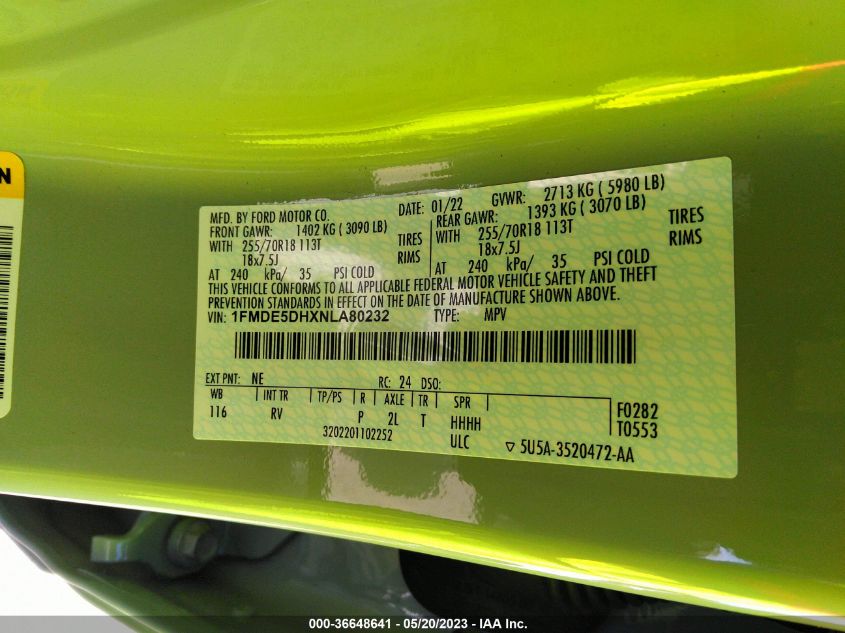 N
MFD. BY FORD MOTOR CO.
DATE: 01/22 GVWR: 2713 KG ( 5980 LB)
FRONT GAWR: 1402 KG ( 3090 LB)
REAR GAWR: 1393 KG ( 3070 LB)
WITH 255/70R18 113T TIRES
WITH 255/70R18 113T TIRES
18x7.5J RIMS
18x7.5J RIMS
AT 240 kPa/ 35 PSI COLD
AT 240 kPa/ 35 PSI COLD
THIS VEHICLE CONFORMS TO ALL APPLICABLE FEDERAL MOTOR VEHICLE SAFETY AND THEFT
PREVENTION STANDARDS IN EFFECT ON THE DATE OF MANUFACTURE SHOWN ABOVE.
VIN: 1FMDE5DHXNLA80232 TYPE: MPV
EXT PNT: NE RC: 24 DSO:
WB INT TR TP/PS R AXLE TR SPR
116 RV P 2L T HHHH
3202201102252 ULC
F0282
T0553
▽ 5U5A-3520472-AA
000-36648641 - 05/20/2023 - IAA Inc.